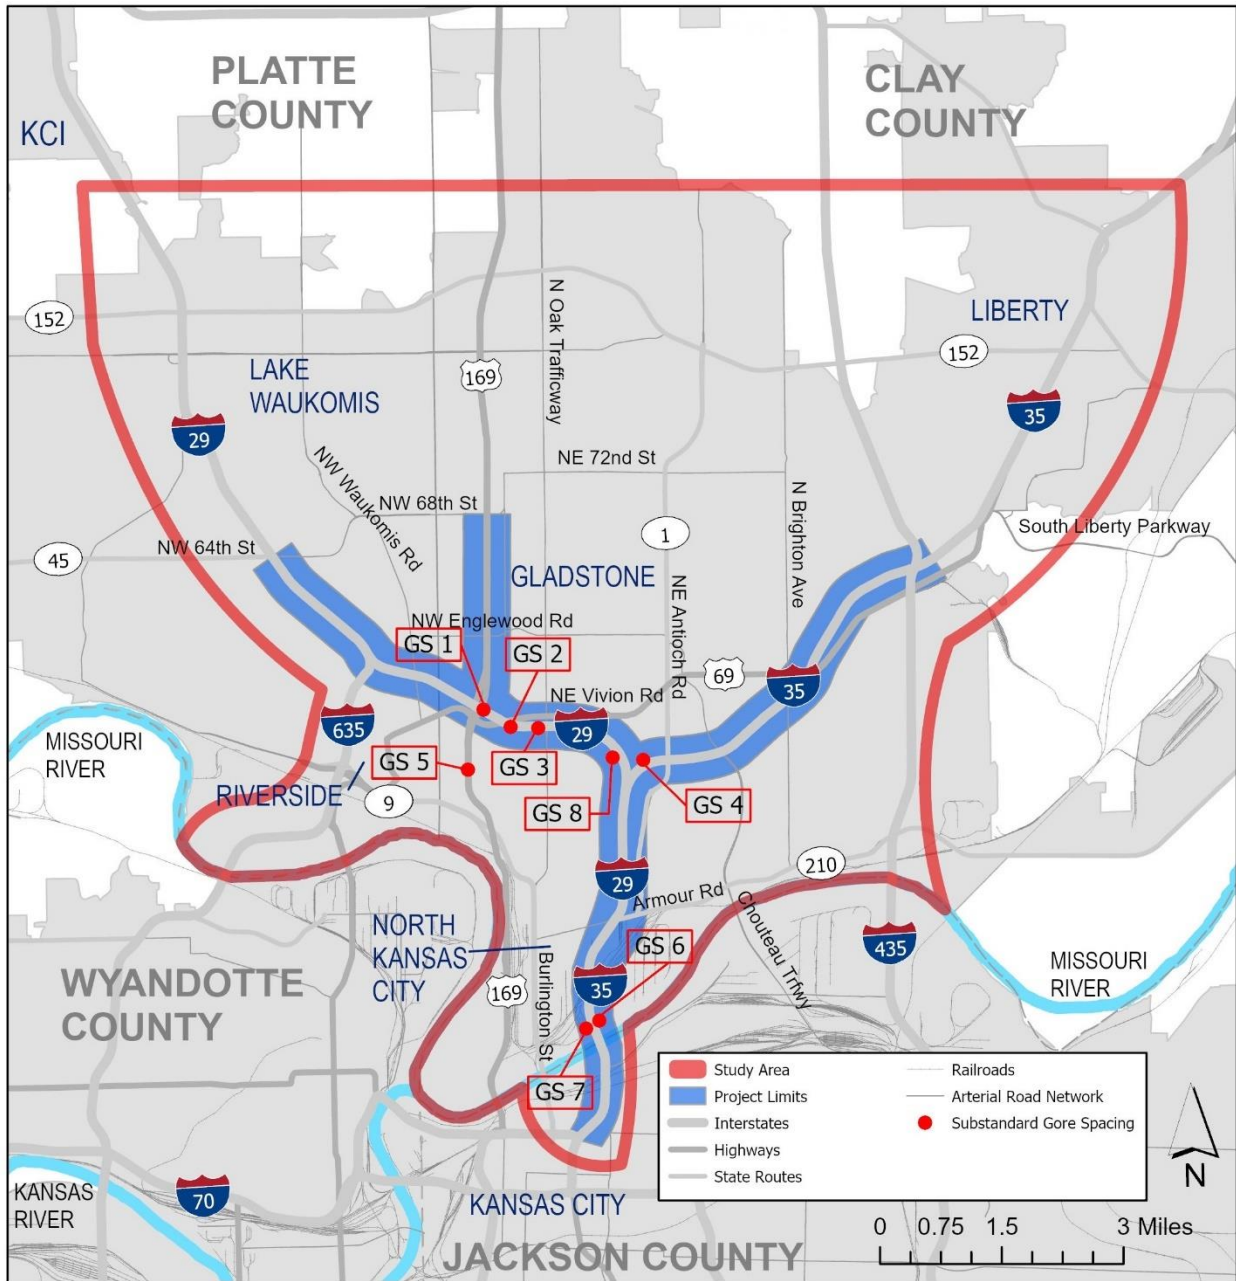 PLATTE
COUNTY
CLAY
COUNTY
KCI
152
LAKE
WAUKOMIS
169
N Oak Trafficway
LIBERTY
152
29
35
NE 72nd St
NW Waukomis Rd
NW 68th St
N Brighton Ave
South Liberty Parkway
45
NW 64th St
1
GLADSTONE
NE Antioch Rd
NW Englewood Rd
GS 1
GS 2
69
35
NE Vivion Rd
29
635
MISSOURI
RIVER
GS 5
GS 3
RIVERSIDE
9
GS 8
GS 4
210
29
Armour Rd
Chouteau Trfwy
NORTH
KANSAS
CITY
GS 6
435
WYANDOTTE
COUNTY
169
Burlington St
35
MISSOURI
RIVER
GS 7
Study Area
Project Limits
Interstates
Highways
State Routes
Railroads
Arterial Road Network
Substandard Gore Spacing
N
KANSAS
RIVER
70
KANSAS CITY
JACKSON COUNTY
0 0.75 1.5 3 Miles